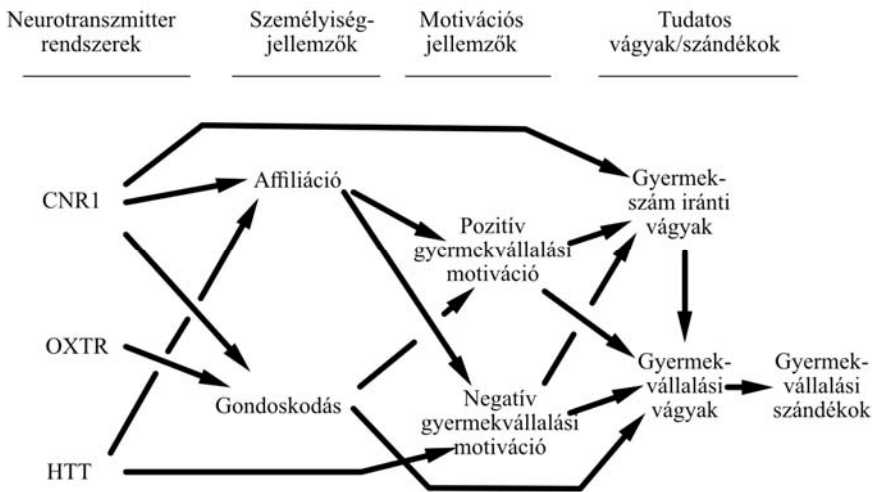 Neurotranszmitter
rendszerek
Személyiség-
jellemzők
Motivációs
jellemzők
Tudatos
vágyak/szándékok
CNR1
OXTR
HTT
Affiliáció
Gondoskodás
Pozitív
gyermekvállalási
motiváció
Negatív
gyermekvállalási
motiváció
Gyermek-
szám iránti
vágyak
Gyermek-
vállalási
vágyak
Gyermek-
vállalási
szándékok